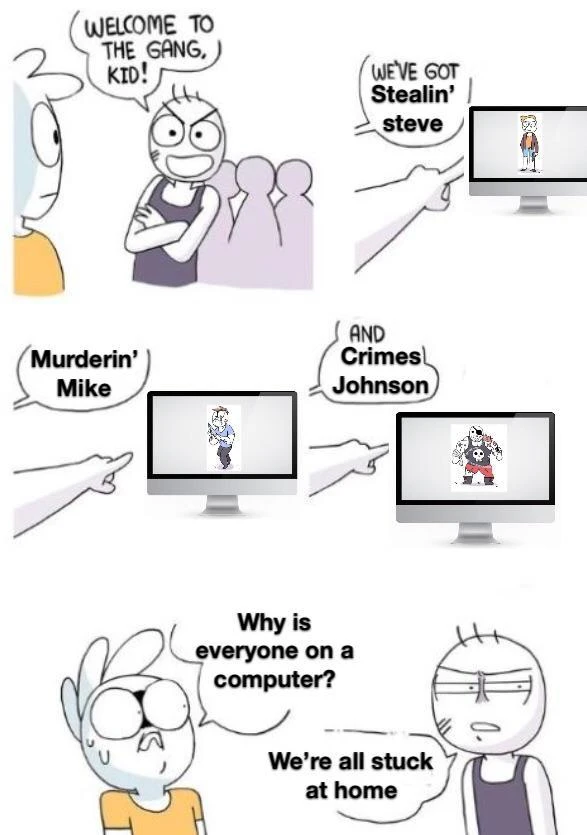 WELCOME TO
THE GANG,
KID!
WE'VE GOT
Stealin'
steve
Murderin'
Mike
AND
Crimes
Johnson
Why is
everyone on a
computer?
We're all stuck
at home